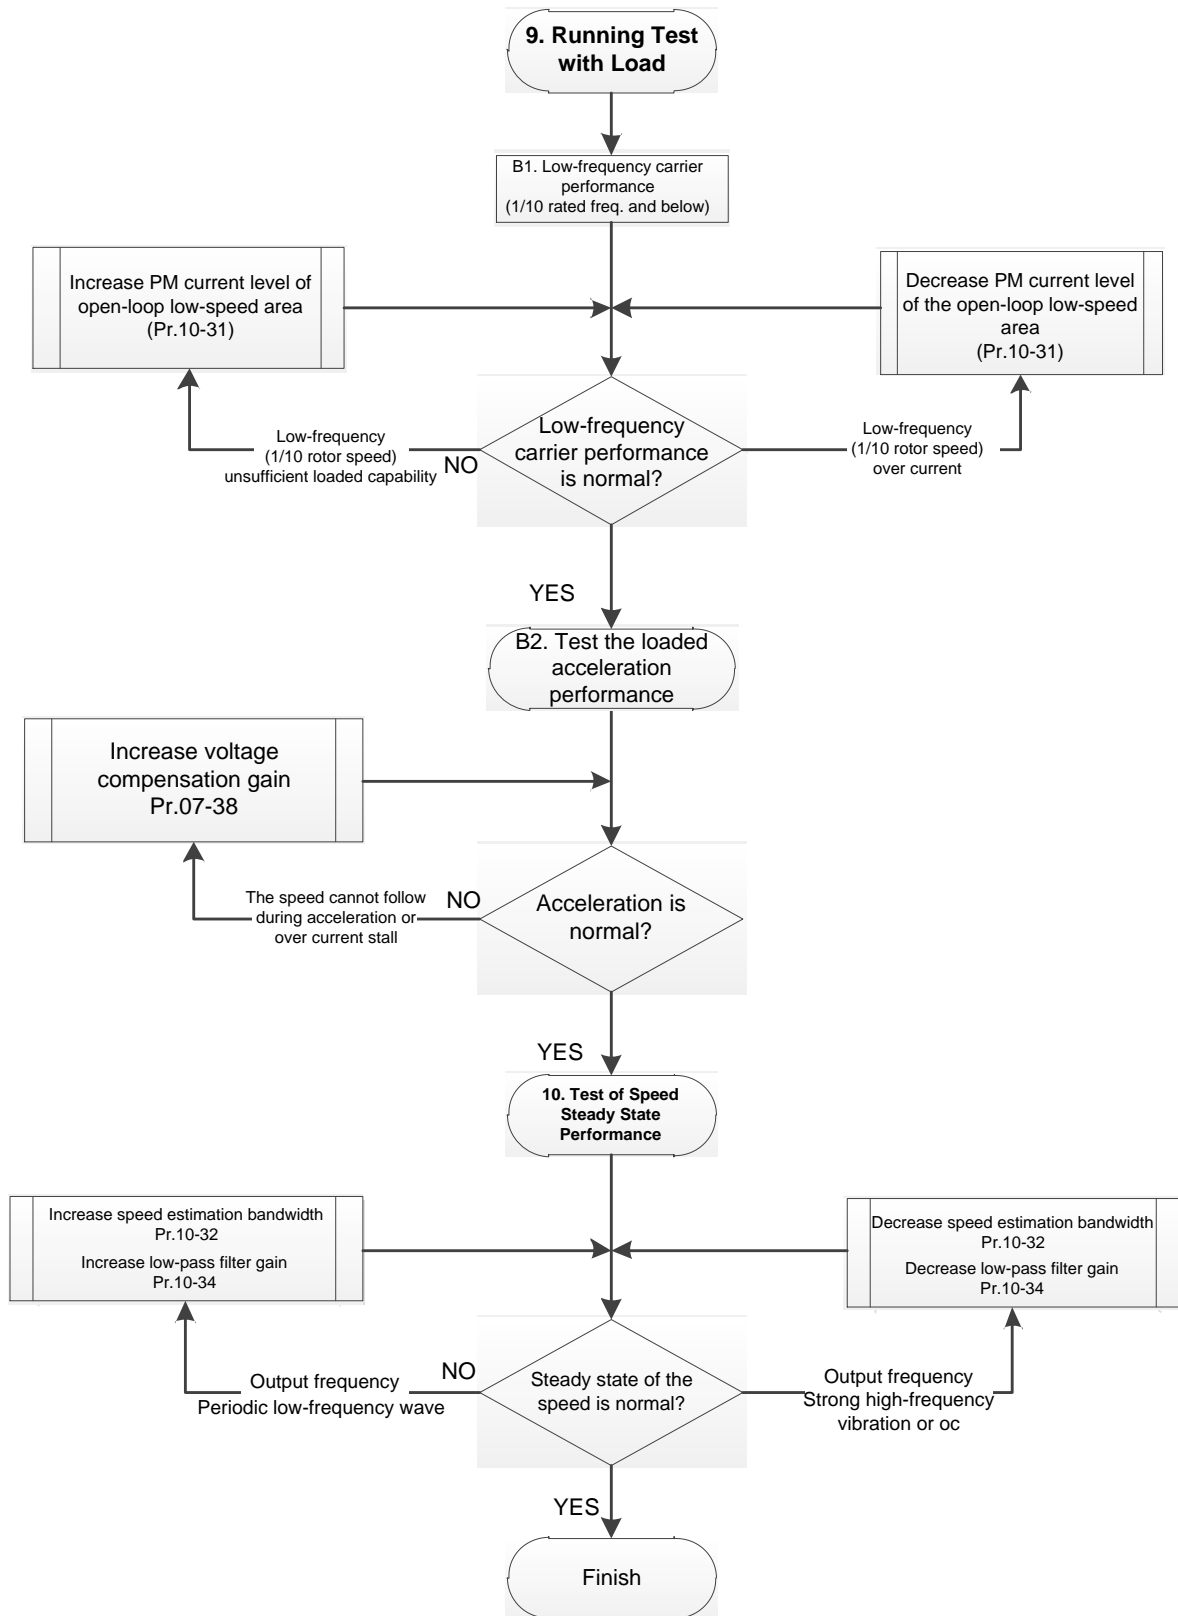 9. Running Test
with Load
B1. Low-frequency carrier
performance
(1/10 rated freq. and below)
Increase PM current level of
open-loop low-speed area
(Pr.10-31)
Decrease PM current level
of the open-loop low-speed
area
(Pr.10-31)
Low-frequency
(1/10 rotor speed)
unsufficient loaded capability
NO
Low-frequency
carrier performance
is normal?
Low-frequency
(1/10 rotor speed)
over current
YES
B2. Test the loaded
acceleration
performance
Increase voltage
compensation gain
Pr.07-38
The speed cannot follow
during acceleration or
over current stall
NO
Acceleration is
normal?
YES
10. Test of Speed
Steady State
Performance
Increase speed estimation bandwidth
Pr.10-32
Increase low-pass filter gain
Pr.10-34
Decrease speed estimation bandwidth
Pr.10-32
Decrease low-pass filter gain
Pr.10-34
Output frequency
Periodic low-frequency wave
NO
Steady state of the
speed is normal?
Output frequency
Strong high-frequency
vibration or oc
YES
Finish